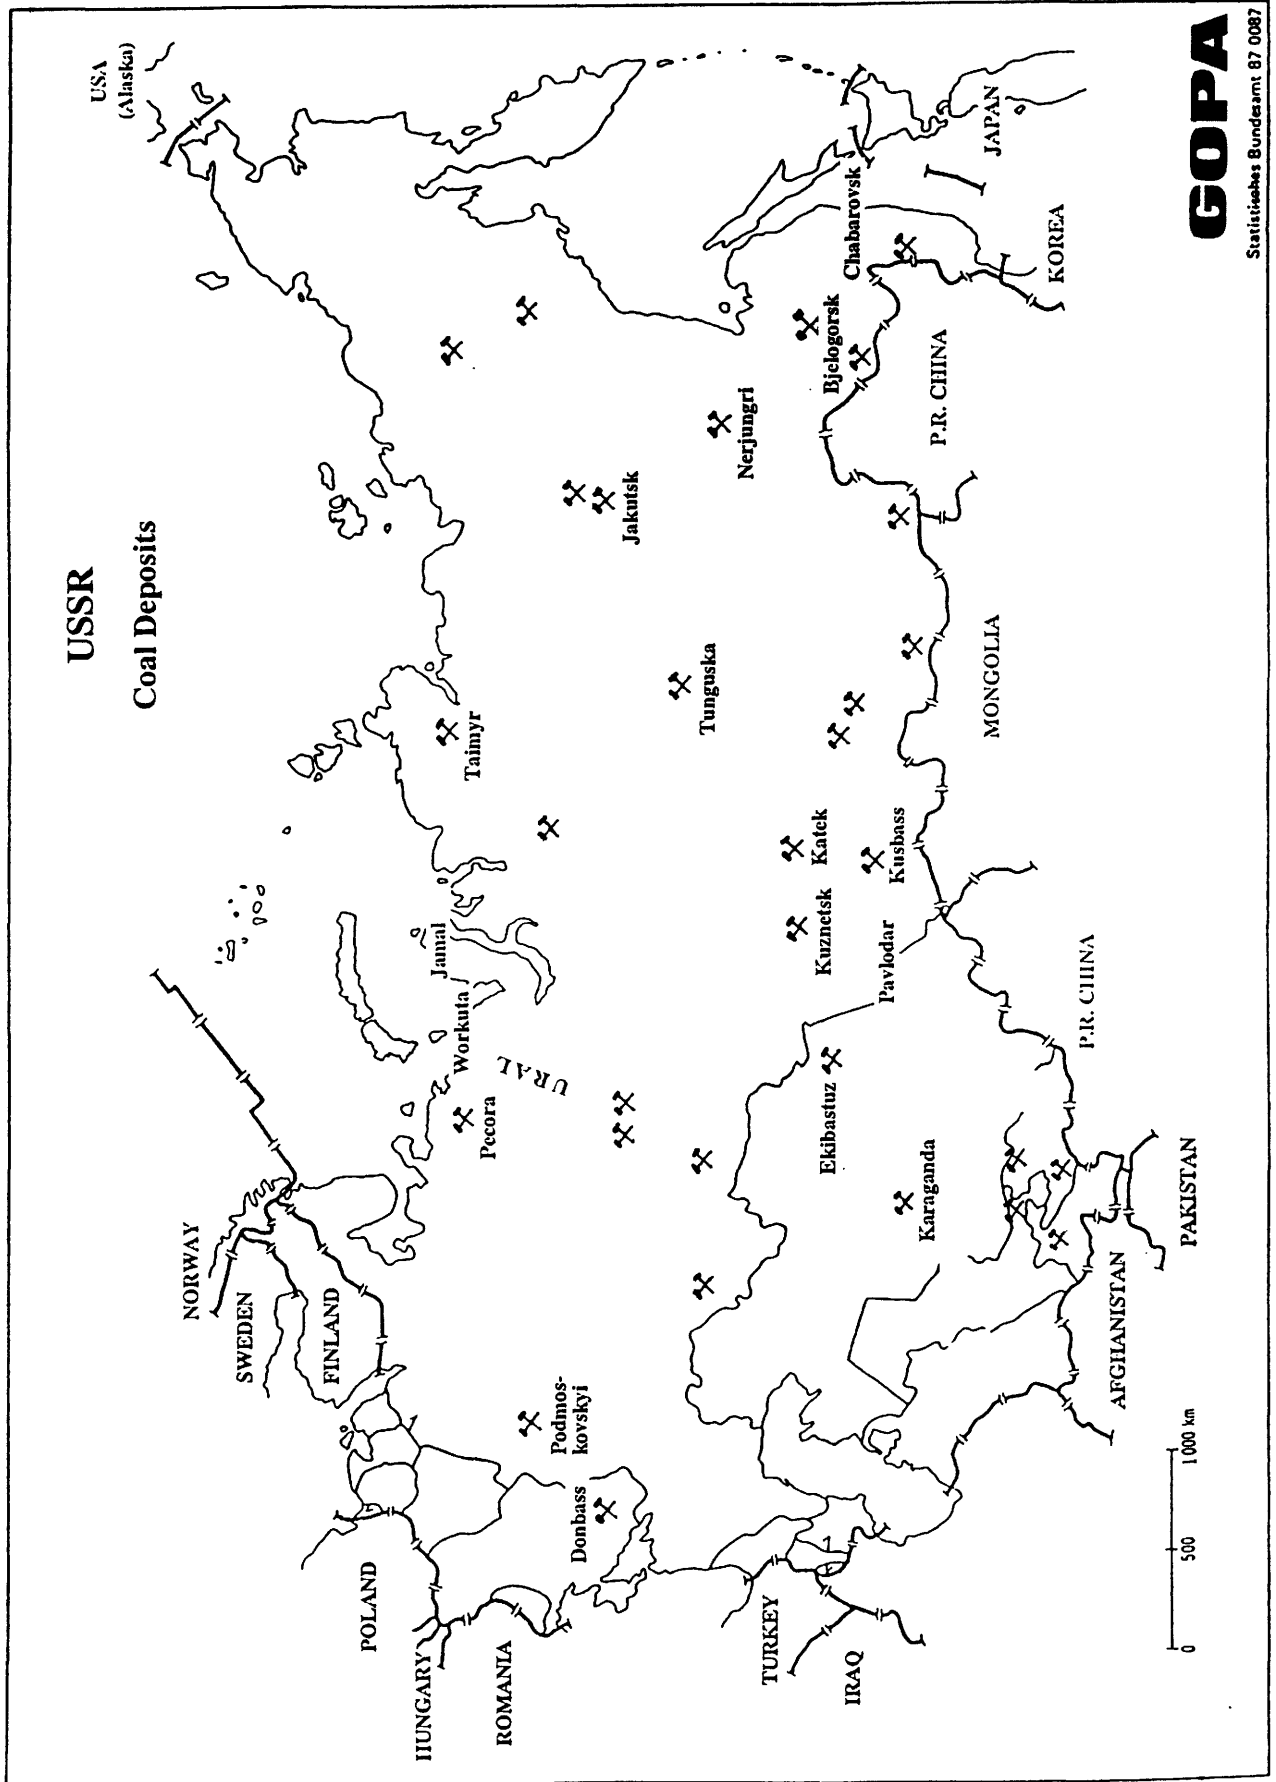 USSR
Coal Deposits
USA
(Alaska)
NORWAY
SWEDEN
FINLAND
POLAND
HUNGARY
ROMANIA
TURKEY
IRAQ
Podmos-
kovskyi
Donbass
Pecora
Workuta
Jamal
URAL
Taimyr
Tunguska
Jakutsk
Nerjungri
Bjelogorsk
Chabarovsk
Katek
Kusbass
Kuznetsk
Pavlodar
Ekibastuz
Karaganda
MONGOLIA
P.R. CHINA
P.R. CHINA
KOREA
JAPAN
AFGHANISTAN
PAKISTAN
0 500 1000 km
GOPA
Statistisches Bundesamt 87 0087